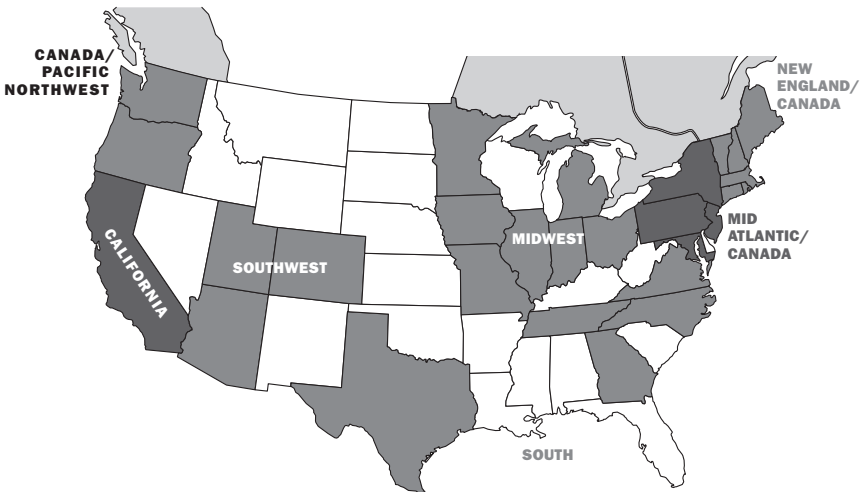 CANADA/
PACIFIC
NORTHWEST
NEW
ENGLAND/
CANADA
MID
ATLANTIC/
CANADA
MIDWEST
SOUTHWEST
CALIFORNIA
SOUTH